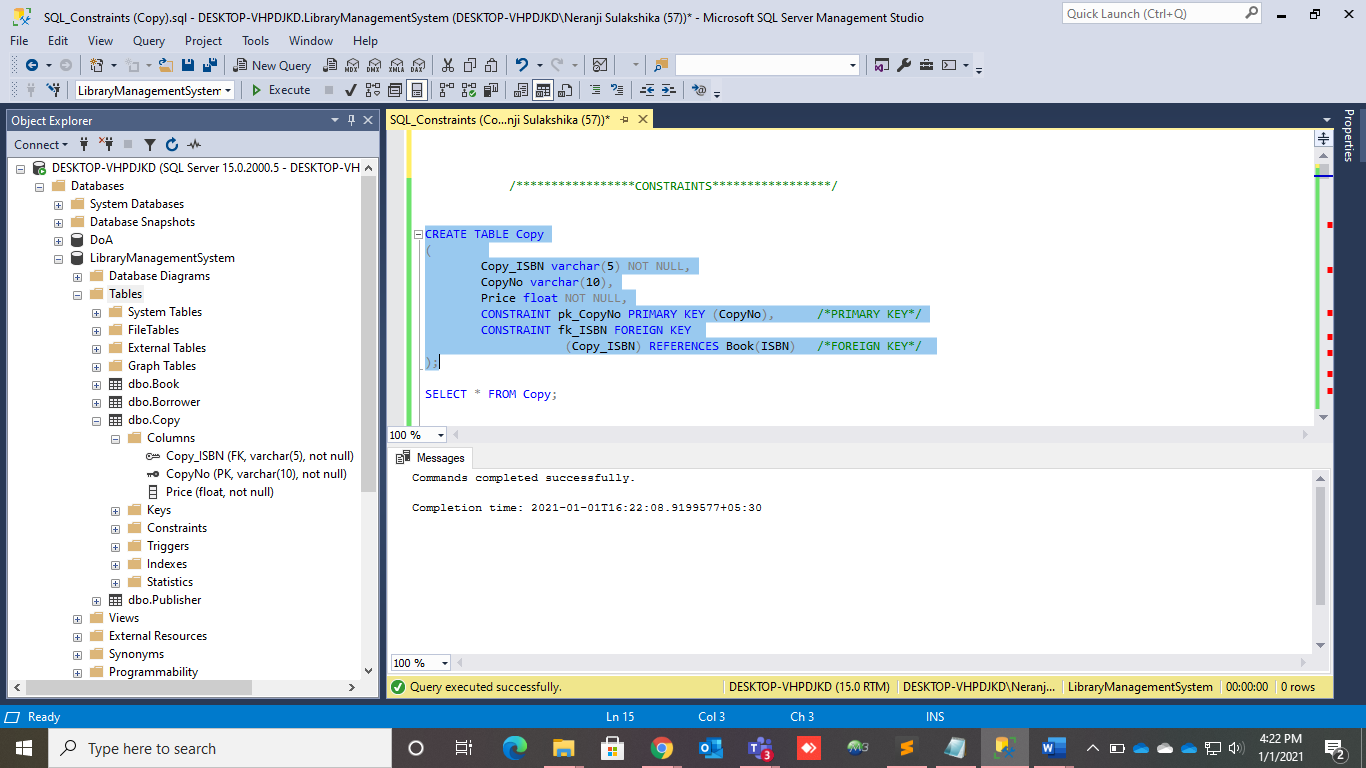 SQL_Constraints (Copy).sql - DESKTOP-VHPDJKD.LibraryManagementSystem (DESKTOP-VHPDJKD\Neranji Sulakshika (57))* - Microsoft SQL Server Management Studio
Quick Launch (Ctrl+Q)
File Edit View Query Project Tools Window Help
New Query MDX DMX XMLA DAX
LibraryManagementSystem Execute
Object Explorer
Connect
DESKTOP-VHPDJKD (SQL Server 15.0.2000.5 - DESKTOP-VH
Databases
System Databases
Database Snapshots
DoA
LibraryManagementSystem
Database Diagrams
Tables
System Tables
FileTables
External Tables
Graph Tables
dbo.Book
dbo.Borrower
dbo.Copy
Columns
Copy_ISBN (FK, varchar(5), not null)
CopyNo (PK, varchar(10), not null)
Price (float, not null)
Keys
Constraints
Triggers
Indexes
Statistics
dbo.Publisher
Views
External Resources
Synonyms
Programmability
SQL_Constraints (Co...nji Sulakshika (57))*
/*****************CONSTRAINTS*****************/
CREATE TABLE Copy
(
Copy_ISBN varchar(5) NOT NULL,
CopyNo varchar(10),
Price float NOT NULL,
CONSTRAINT pk_CopyNo PRIMARY KEY (CopyNo), /*PRIMARY KEY*/
CONSTRAINT fk_ISBN FOREIGN KEY
(Copy_ISBN) REFERENCES Book(ISBN) /*FOREIGN KEY*/
);
SELECT * FROM Copy;
100 %
Messages
Commands completed successfully.
Completion time: 2021-01-01T16:22:08.9199577+05:30
100 %
Query executed successfully. DESKTOP-VHPDJKD (15.0 RTM) DESKTOP-VHPDJKD\Neranj... LibraryManagementSystem 00:00:00 0 rows
Properties
Ready Ln 15 Col 3 Ch 3 INS
Type here to search
3
4:22 PM
1/1/2021
2